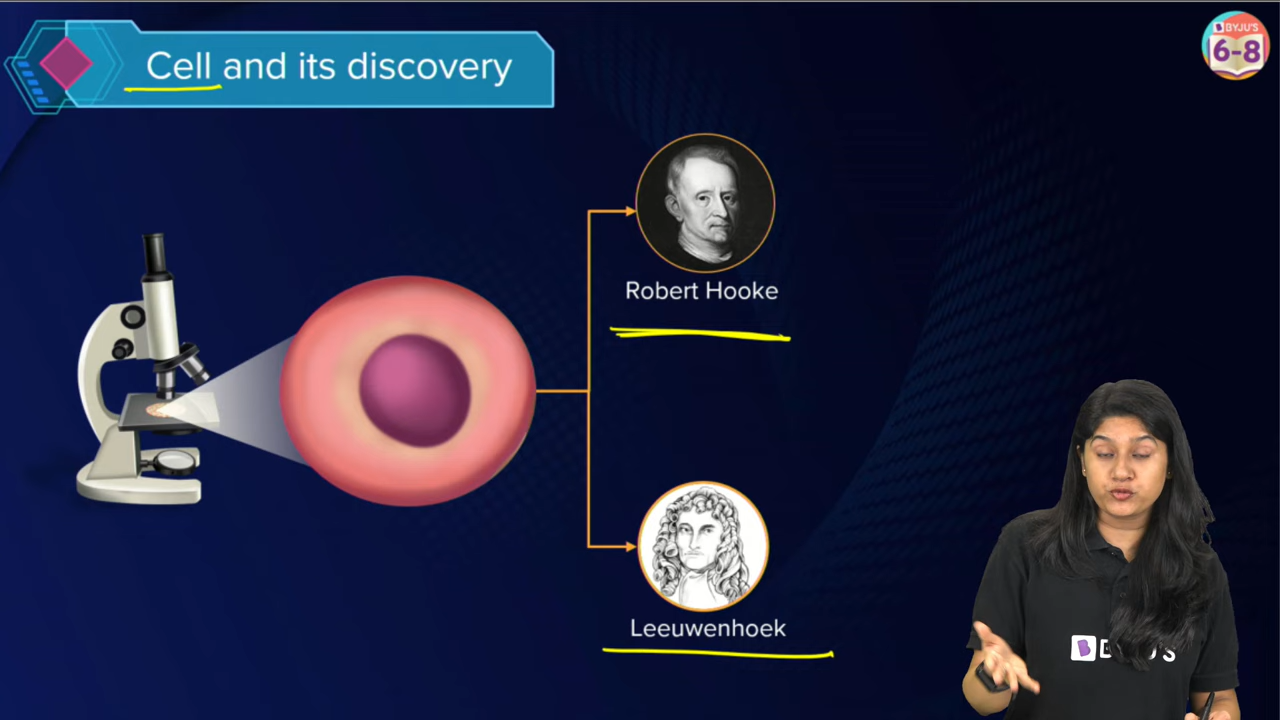 Cell and its discovery
BYJU'S
6-8
Robert Hooke
Leeuwenhoek